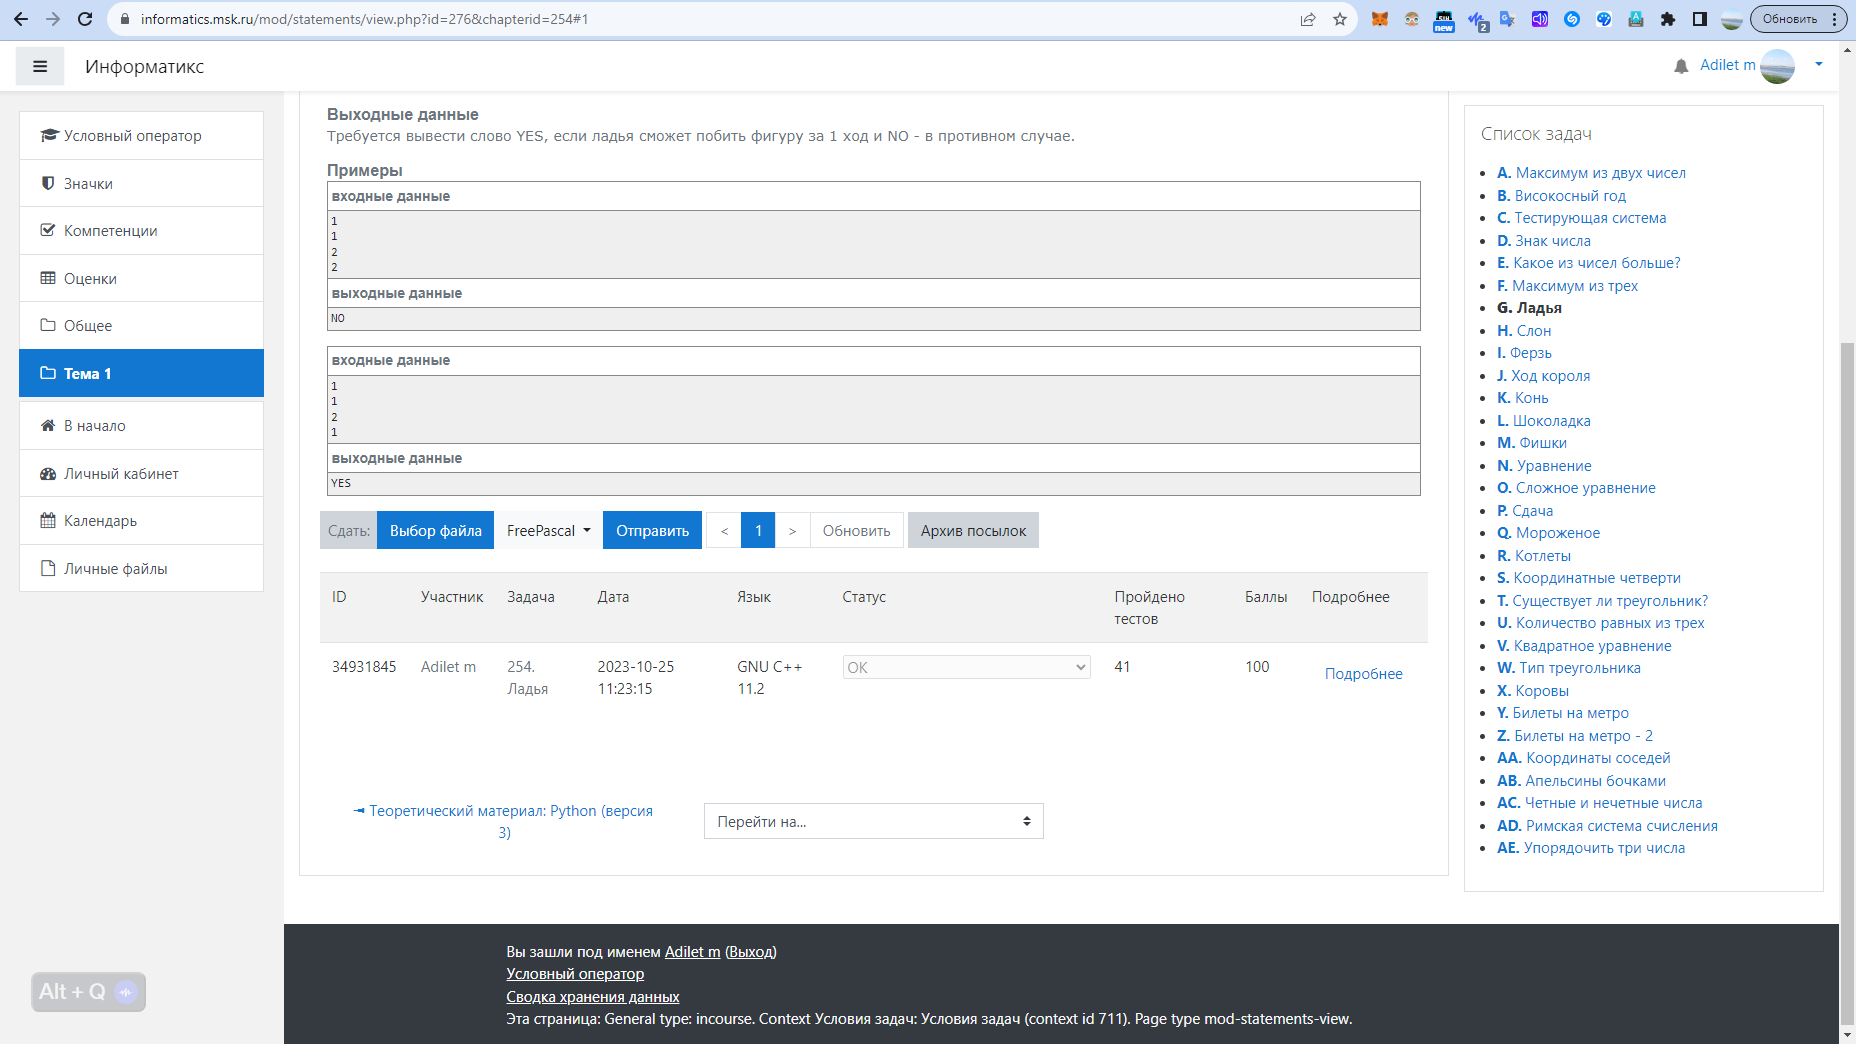 informatics.msk.ru/mod/statements/view.php?id=276&chapterid=254#1
new
2
Обновить
Информатикс
Adilet m
Условный оператор
Значки
Компетенции
Оценки
Общее
Тема 1
В начало
Личный кабинет
Календарь
Личные файлы
Alt + Q
Выходные данные
Требуется вывести слово YES, если ладья сможет побить фигуру за 1 ход и NO - в противном случае.
Примеры
входные данные
1
1
2
2
выходные данные
NO
входные данные
1
1
2
1
выходные данные
YES
Сдать: Выбор файла FreePascal Отправить < 1 > Обновить Архив посылок
ID Участник Задача Дата Язык Статус Пройдено тестов Баллы Подробнее
34931845 Adilet m 254. Ладья 2023-10-25 11:23:15 GNU C++ 11.2 OK 41 100 Подробнее
Теоретический материал: Python (версия
3)
Перейти на...
Список задач
A. Максимум из двух чисел
B. Високосный год
C. Тестирующая система
D. Знак числа
E. Какое из чисел больше?
F. Максимум из трех
G. Ладья
H. Слон
I. Ферзь
J. Ход короля
K. Конь
L. Шоколадка
M. Фишки
N. Уравнение
O. Сложное уравнение
P. Сдача
Q. Мороженое
R. Котлеты
S. Координатные четверти
T. Существует ли треугольник?
U. Количество равных из трех
V. Квадратное уравнение
W. Тип треугольника
X. Коровы
Y. Билеты на метро
Z. Билеты на метро - 2
AA. Координаты соседей
AB. Апельсины бочками
AC. Четные и нечетные числа
AD. Римская система счисления
AE. Упорядочить три числа
Вы зашли под именем Adilet m (Выход)
Условный оператор
Сводка хранения данных
Эта страница: General type: incourse. Context Условия задач: Условия задач (context id 711). Page type mod-statements-view.